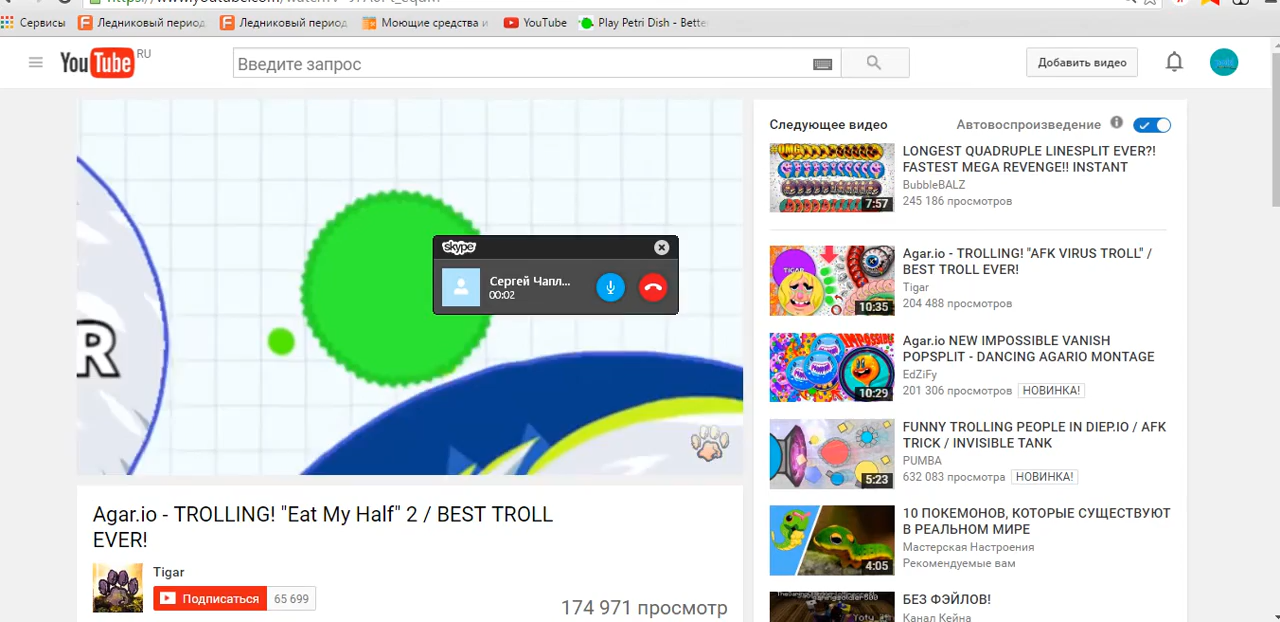 Сервисы
Ледниковый период
Ледниковый период
Моющие средства и
YouTube
Play Petri Dish - Bette
YouTube RU
Введите запрос
Добавить видео
skype
Сергей Чапл...
00:02
R
Agar.io - TROLLING! "Eat My Half" 2 / BEST TROLL
EVER!
Tigar
Подписаться 65 699
174 971 просмотр
Следующее видео
Автовоспроизведение
7:57
LONGEST QUADRUPLE LINESPLIT EVER?!
FASTEST MEGA REVENGE!! INSTANT
BubbleBALZ
245 186 просмотров
10:35
Agar.io - TROLLING! "AFK VIRUS TROLL" /
BEST TROLL EVER!
Tigar
204 488 просмотров
10:29
Agar.io NEW IMPOSSIBLE VANISH
POPSPLIT - DANCING AGARIO MONTAGE
EdZiFy
201 306 просмотров НОВИНКА!
5:23
FUNNY TROLLING PEOPLE IN DIEP.IO / AFK
TRICK / INVISIBLE TANK
PUMBA
632 083 просмотра НОВИНКА!
4:05
10 ПОКЕМОНОВ, КОТОРЫЕ СУЩЕСТВУЮТ
В РЕАЛЬНОМ МИРЕ
Мастерская Настроения
Рекомендуемые вам
БЕЗ ФЭЙЛОВ!
Канал Кейна